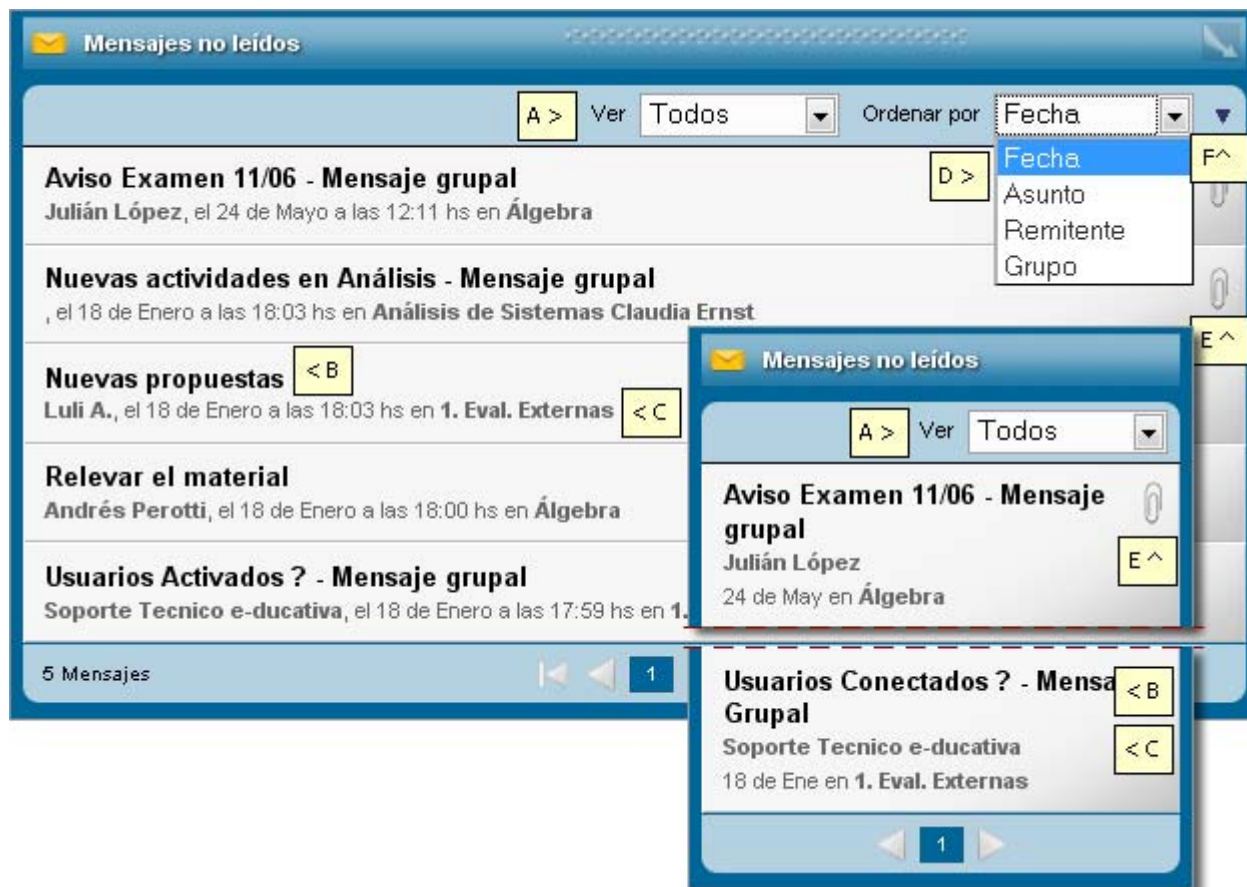 Mensajes no leídos
A > Ver Todos Ordenar por Fecha
F^
D >
Fecha
Asunto
Remitente
Grupo
Aviso Examen 11/06 - Mensaje grupal
Julián López, el 24 de Mayo a las 12:11 hs en Álgebra
Nuevas actividades en Análisis - Mensaje grupal
, el 18 de Enero a las 18:03 hs en Análisis de Sistemas Claudia Ernst
E ^
Nuevas propuestas < B
Luli A., el 18 de Enero a las 18:03 hs en 1. Eval. Externas < C
Relevar el material
Andrés Perotti, el 18 de Enero a las 18:00 hs en Álgebra
Usuarios Activados ? - Mensaje grupal
Soporte Tecnico e-ducativa, el 18 de Enero a las 17:59 hs en 1.
5 Mensajes 1
Mensajes no leídos
A > Ver Todos
Aviso Examen 11/06 - Mensaje
grupal
E ^
Julián López
24 de May en Álgebra
Usuarios Conectados ? - Mensa < B
Grupal
Soporte Tecnico e-ducativa < C
18 de Ene en 1. Eval. Externas
1